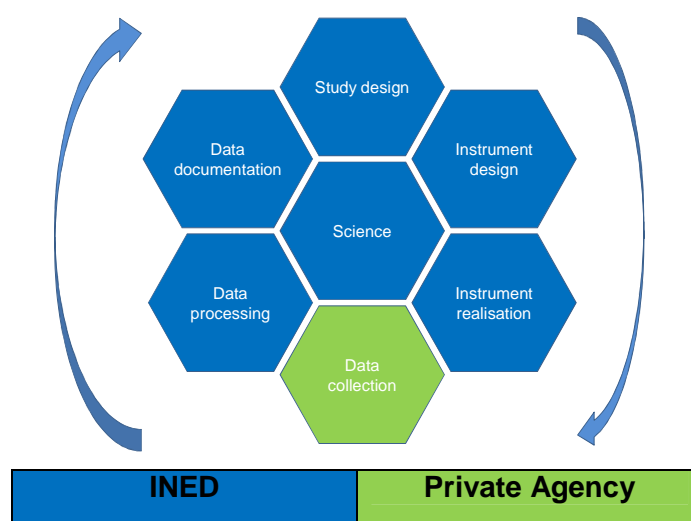 Study design
Data
documentation
Instrument
design
Science
Data
processing
Instrument
realisation
Data
collection
INED
Private Agency